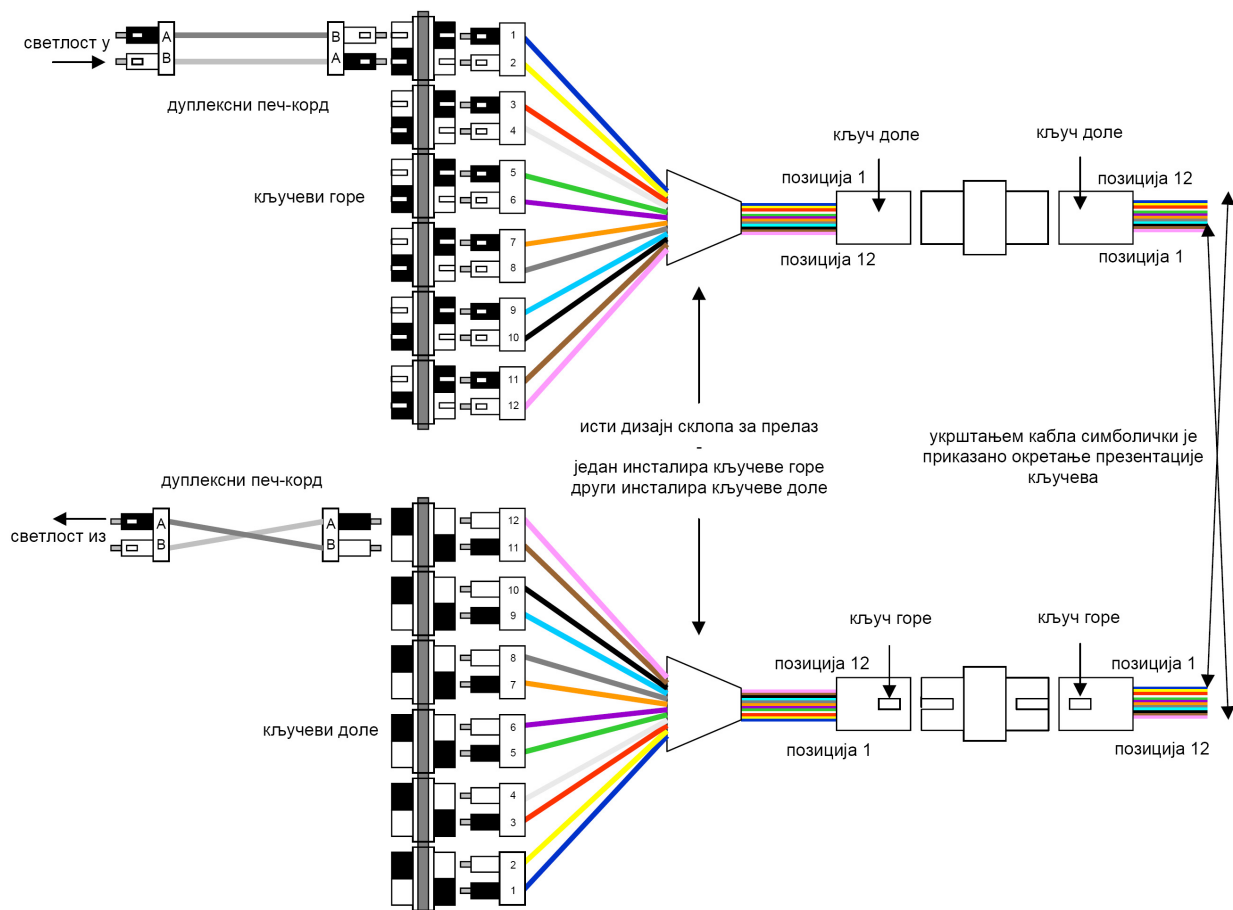 светлост у
A
B
B
A
дуплексни печ-корд
кључеви горе
1
2
3
4
5
6
7
8
9
10
11
12
позиција 1
кључ доле
позиција 12
кључ доле
позиција 12
позиција 1
исти дизајн склопа за прелаз
-
један инсталира кључеве горе
други инсталира кључеве доле
укрштањем кабла симболички је
приказано окретање презентације
кључева
дуплексни печ-корд
светлост из
A
B
A
B
кључеви доле
12
11
10
9
8
7
6
5
4
3
2
1
позиција 12
кључ горе
позиција 1
кључ горе
позиција 1
позиција 12